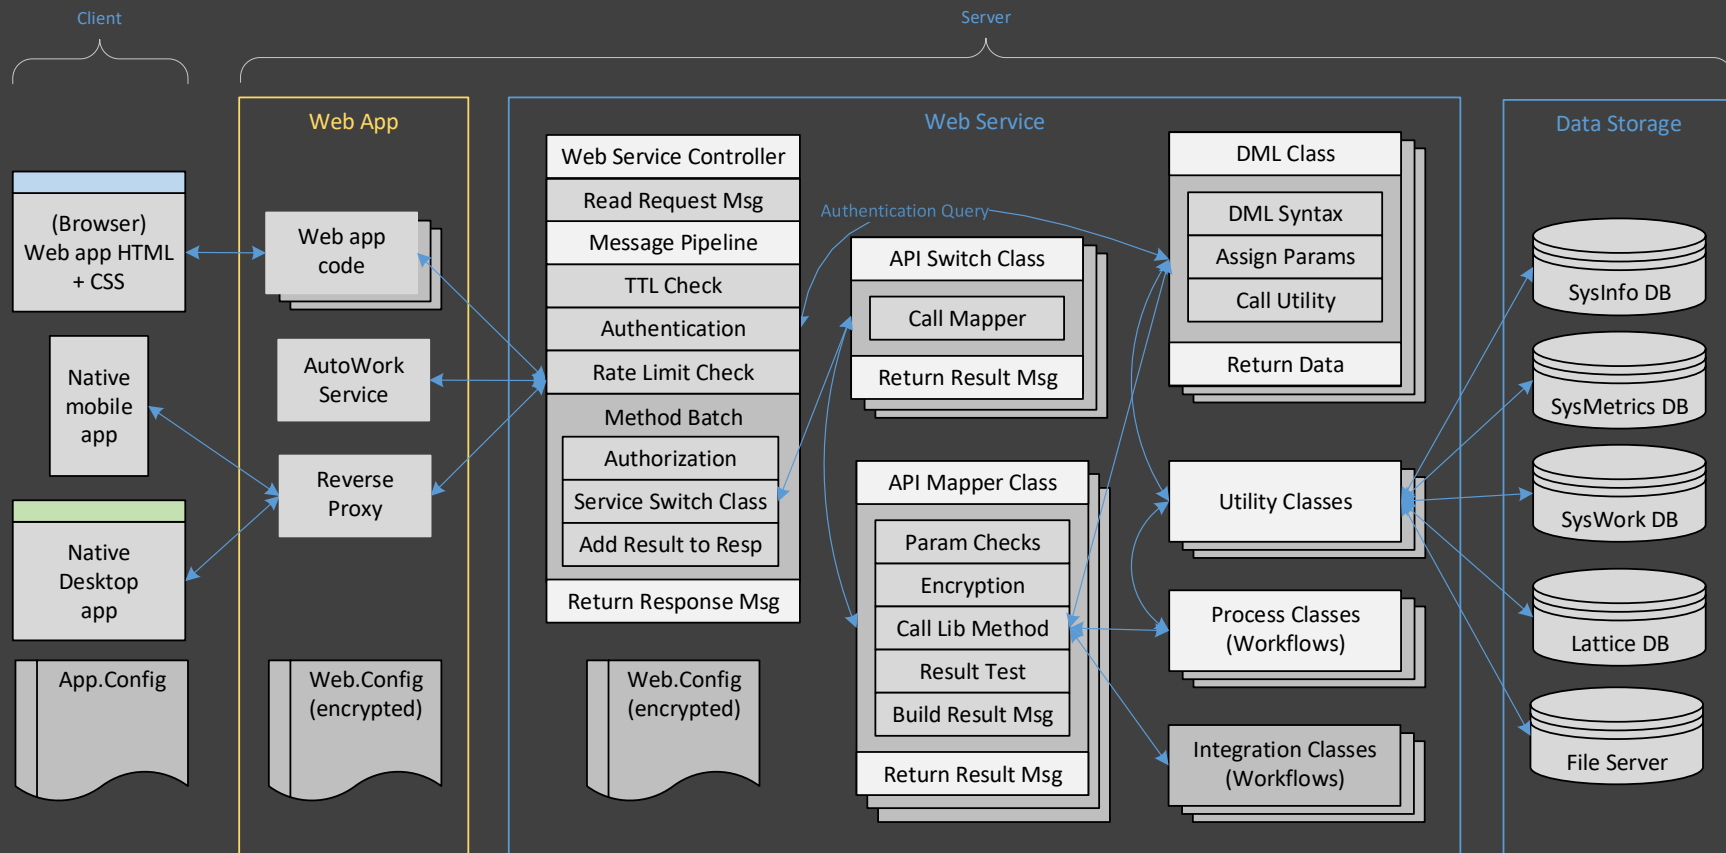 Client
Server
Web App
Web Service
Data Storage
(Browser)
Web app HTML
+ CSS
Native
mobile
app
Native
Desktop
app
App.Config
Web app
code
AutoWork
Service
Reverse
Proxy
Web.Config
(encrypted)
Web Service Controller
Read Request Msg
Message Pipeline
TTL Check
Authentication
Rate Limit Check
Method Batch
Authorization
Service Switch Class
Add Result to Resp
Return Response Msg
Web.Config
(encrypted)
Authentication Query
API Switch Class
Call Mapper
Return Result Msg
API Mapper Class
Param Checks
Encryption
Call Lib Method
Result Test
Build Result Msg
Return Result Msg
DML Class
DML Syntax
Assign Params
Call Utility
Return Data
Utility Classes
Process Classes
(Workflows)
Integration Classes
(Workflows)
SysInfo DB
SysMetrics DB
SysWork DB
Lattice DB
File Server